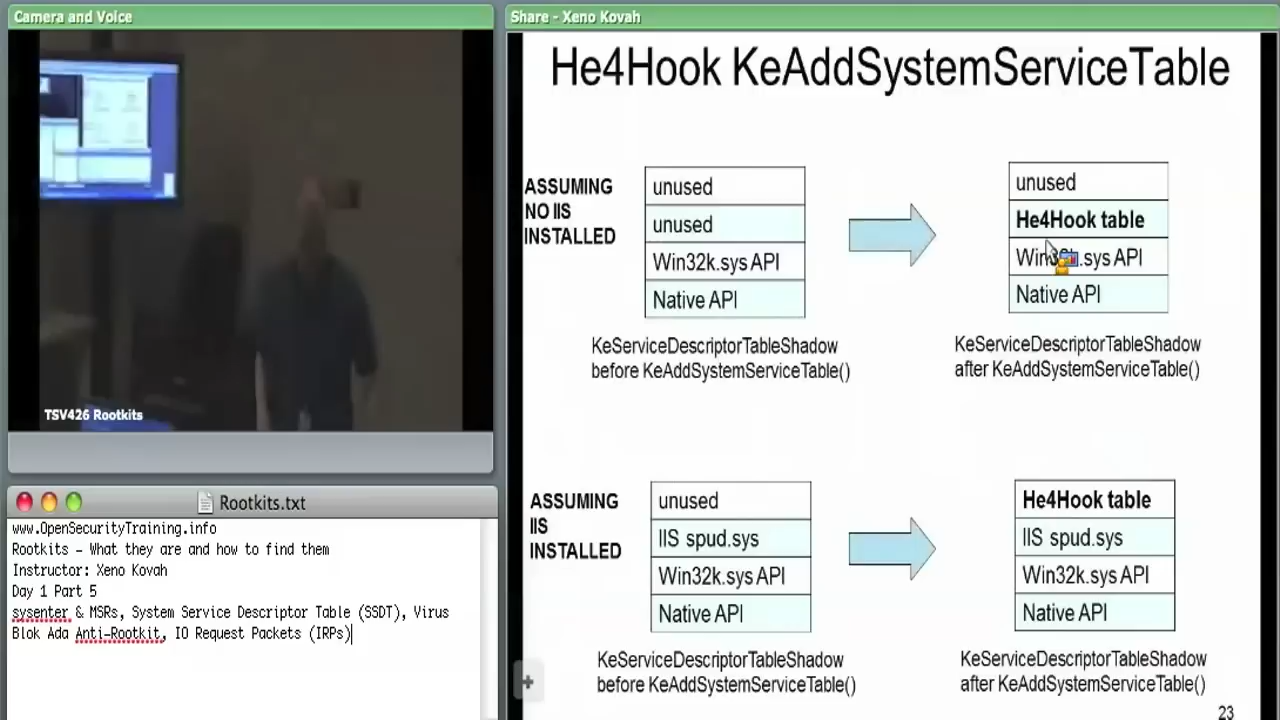 Camera and Voice
TSV426 Rootkits
Rootkits.txt
www.OpenSecurityTraining.info
Rootkits - What they are and how to find them
Instructor: Xeno Kovah
Day 1 Part 5
sysenter & MSRs, System Service Descriptor Table (SSDT), Virus
Blok Ada Anti-Rootkit, IO Request Packets (IRPs)
Share - Xeno Kovah
He4Hook KeAddSystemServiceTable
ASSUMING
NO IIS
INSTALLED
unused
unused
Win32k.sys API
Native API
KeServiceDescriptorTableShadow
before KeAddSystemServiceTable()
unused
He4Hook table
Win32k.sys API
Native API
KeServiceDescriptorTableShadow
after KeAddSystemServiceTable()
ASSUMING
IIS
INSTALLED
unused
IIS spud.sys
Win32k.sys API
Native API
KeServiceDescriptorTableShadow
before KeAddSystemServiceTable()
He4Hook table
IIS spud.sys
Win32k.sys API
Native API
KeServiceDescriptorTableShadow
after KeAddSystemServiceTable()
23